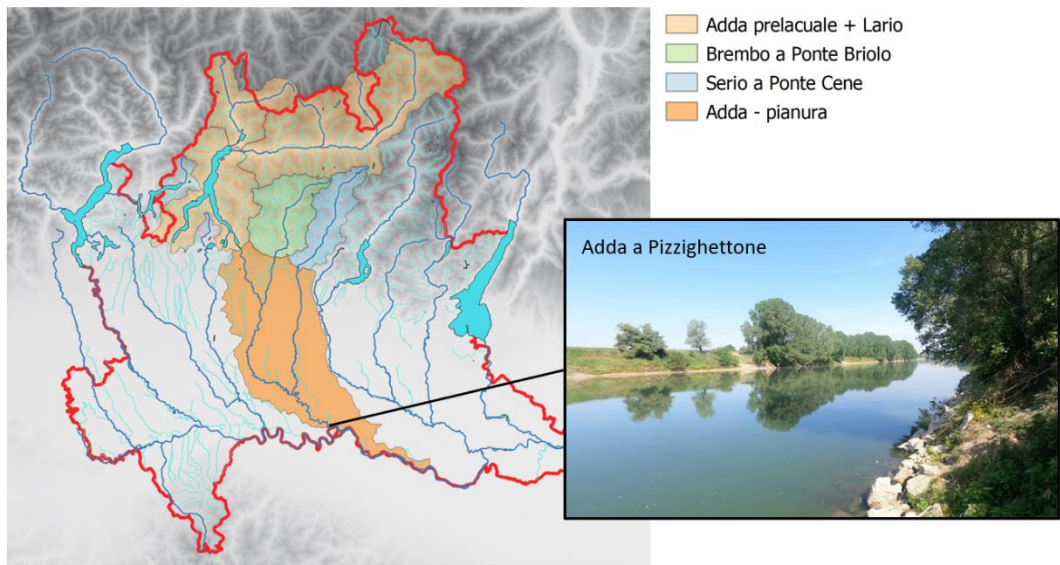 Adda prelacuale + Lario
Brembo a Ponte Briolo
Serio a Ponte Cene
Adda - pianura
Adda a Pizzighettone